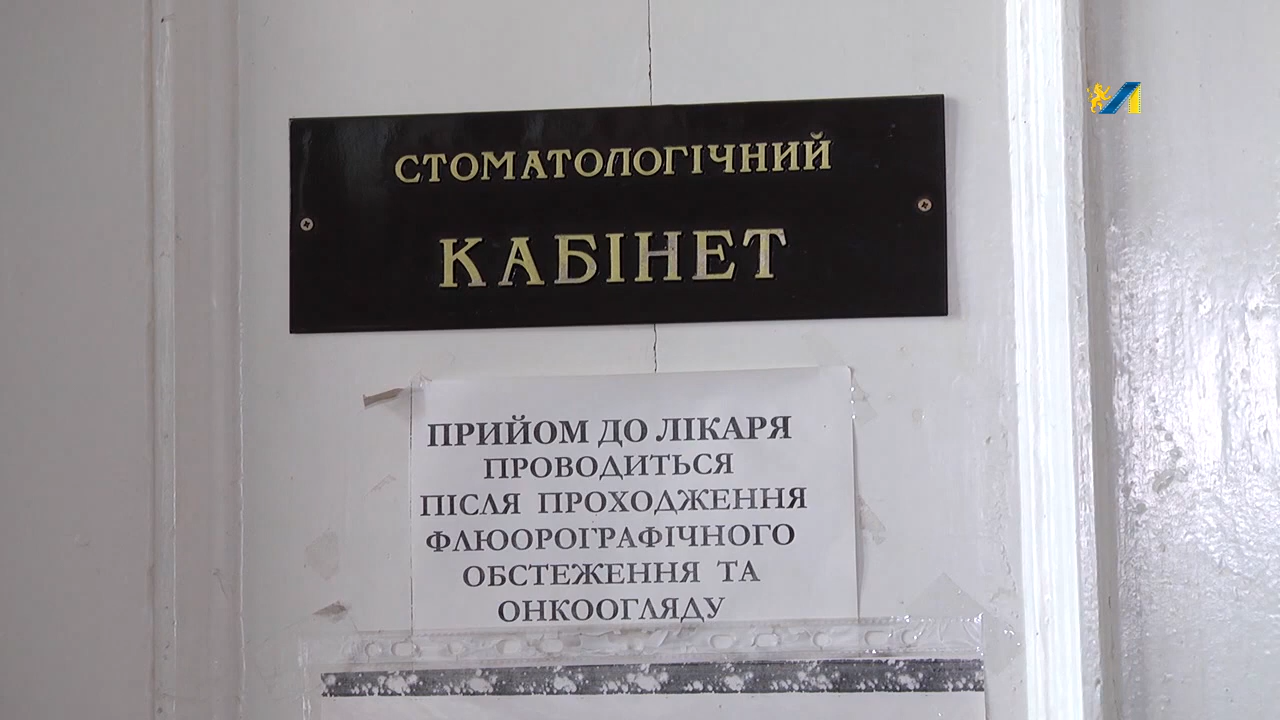 СТОМАТОЛОГІЧНИЙ
КАБІНЕТ
ПРИЙОМ ДО ЛІКАРЯ
ПРОВОДИТЬСЯ
ПІСЛЯ ПРОХОДЖЕННЯ
ФЛЮОРОГРАФІЧНОГО
ОБСТЕЖЕННЯ ТА
ОНКООГЛЯДУ